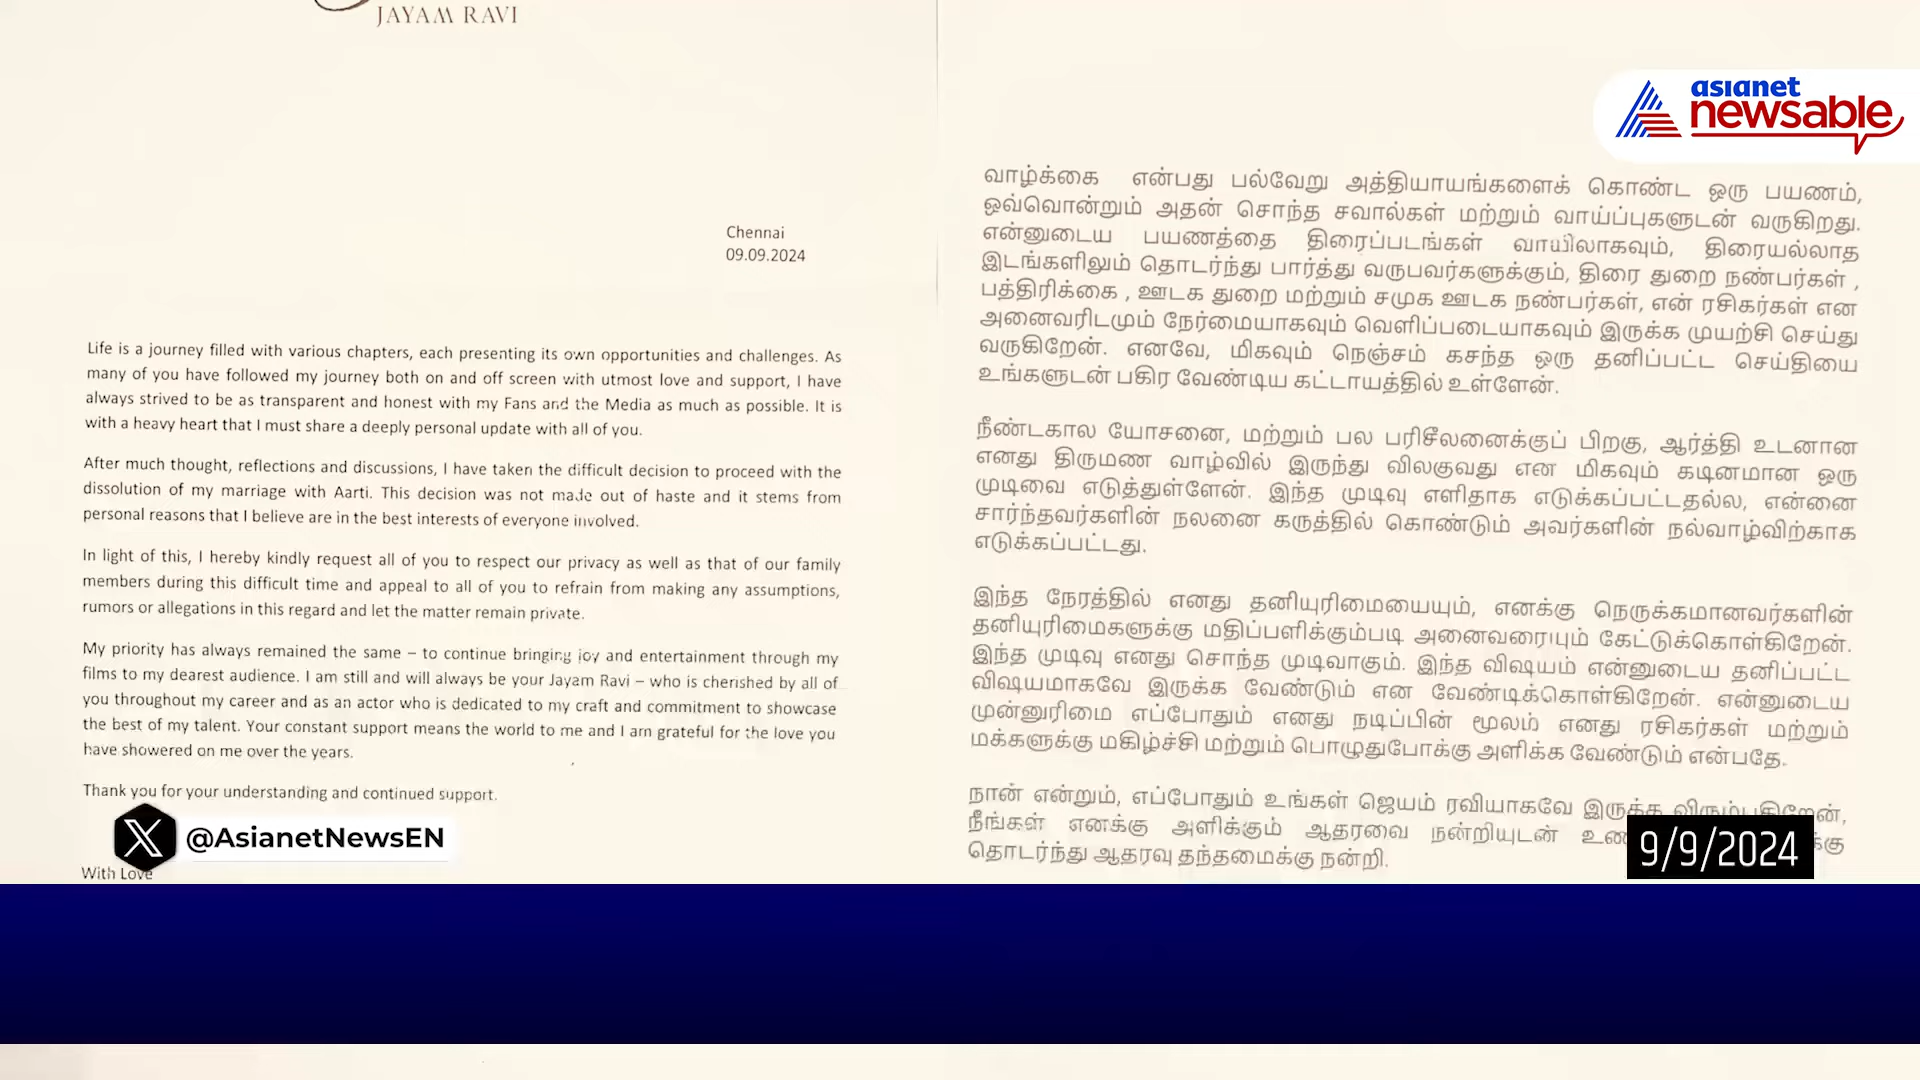 JAYAM RAVI
Chennai
09.09.2024
Life is a journey filled with various chapters, each presenting its own opportunities and challenges. As
many of you have followed my journey both on and off screen with utmost love and support, I have
always strived to be as transparent and honest with my Fans and the Media as much as possible. It is
with a heavy heart that I must share a deeply personal update with all of you.
After much thought, reflections and discussions, I have taken the difficult decision to proceed with the
dissolution of my marriage with Aarti. This decision was not made out of haste and it stems from
personal reasons that I believe are in the best interests of everyone involved.
In light of this, I hereby kindly request all of you to respect our privacy as well as that of our family
members during this difficult time and appeal to all of you to refrain from making any assumptions,
rumors or allegations in this regard and let the matter remain private.
My priority has always remained the same – to continue bringing joy and entertainment through my
films to my dearest audience. I am still and will always be your Jayam Ravi – who is cherished by all of
you throughout my career and as an actor who is dedicated to my craft and commitment to showcase
the best of my talent. Your constant support means the world to me and I am grateful for the love you
have showered on me over the years.
Thank you for your understanding and continued support.
With Love
@AsianetNewsEN
asianet
newsable
வாழ்க்கை என்பது பல்வேறு அத்தியாயங்களைக் கொண்ட ஒரு பயணம்,
ஒவ்வொன்றும் அதன் சொந்த சவால்கள் மற்றும் வாய்ப்புகளுடன் வருகிறது.
என்னுடைய பயணத்தை திரைப்படங்கள் வாயிலாகவும், திரையல்லாத
இடங்களிலும் தொடர்ந்து பார்த்து வருபவர்களுக்கும், திரை துறை நண்பர்கள் ,
பத்திரிக்கை , ஊடக துறை மற்றும் சமுக ஊடக நண்பர்கள், என் ரசிகர்கள் என
அனைவரிடமும் நேர்மையாகவும் வெளிப்படையாகவும் இருக்க முயற்சி செய்து
வருகிறேன். எனவே, மிகவும் நெஞ்சம் கசந்த ஒரு தனிப்பட்ட செய்தியை
உங்களுடன் பகிர வேண்டிய கட்டாயத்தில் உள்ளேன்.
நீண்டகால யோசனை, மற்றும் பல பரிசீலனைக்குப் பிறகு, ஆர்த்தி உடனான
எனது திருமண வாழ்வில் இருந்து விலகுவது என மிகவும் கடினமான ஒரு
முடிவை எடுத்துள்ளேன். இந்த முடிவு எளிதாக எடுக்கப்பட்டதல்ல, என்னை
சார்ந்தவர்களின் நலனை கருத்தில் கொண்டும் அவர்களின் நல்வாழ்விற்காக
எடுக்கப்பட்டது.
இந்த நேரத்தில் எனது தனியுரிமையையும், எனக்கு நெருக்கமானவர்களின்
தனியுரிமைகளுக்கு மதிப்பளிக்கும்படி அனைவரையும் கேட்டுக்கொள்கிறேன்.
இந்த முடிவு எனது சொந்த முடிவாகும். இந்த விஷயம் என்னுடைய தனிப்பட்ட
விஷயமாகவே இருக்க வேண்டும் என வேண்டிக்கொள்கிறேன். என்னுடைய
முன்னுரிமை எப்போதும் எனது நடிப்பின் மூலம் எனது ரசிகர்கள் மற்றும்
மக்களுக்கு மகிழ்ச்சி மற்றும் பொழுதுபோக்கு அளிக்க வேண்டும் என்பதே.
நான் என்றும், எப்போதும் உங்கள் ஜெயம் ரவியாகவே இருக்க விரும்புகிறேன்,
நீங்கள் எனக்கு அளிக்கும் ஆதரவை நன்றியுடன்
தொடர்ந்து ஆதரவு தந்தமைக்கு நன்றி.
9/9/2024